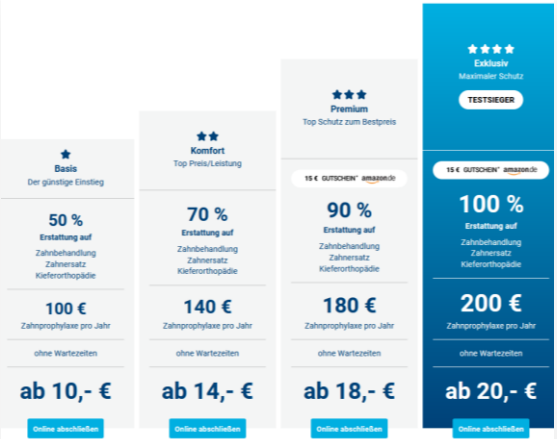 Basis
Der günstige Einstieg
50 %
Erstattung auf
Zahnbehandlung
Zahnersatz
Kieferorthopädie
100 €
Zahnprophylaxe pro Jahr
ohne Wartezeiten
ab 10,- €
Online abschließen
Komfort
Top Preis/Leistung
70 %
Erstattung auf
Zahnbehandlung
Zahnersatz
Kieferorthopädie
140 €
Zahnprophylaxe pro Jahr
ohne Wartezeiten
ab 14,- €
Online abschließen
Premium
Top Schutz zum Bestpreis
15 € GUTSCHEIN* amazon.de
90 %
Erstattung auf
Zahnbehandlung
Zahnersatz
Kieferorthopädie
180 €
Zahnprophylaxe pro Jahr
ohne Wartezeiten
ab 18,- €
Online abschließen
Exklusiv
Maximaler Schutz
TESTSIEGER
15 € GUTSCHEIN* amazon.de
100 %
Erstattung auf
Zahnbehandlung
Zahnersatz
Kieferorthopädie
200 €
Zahnprophylaxe pro Jahr
ohne Wartezeiten
ab 20,- €
Online abschließen